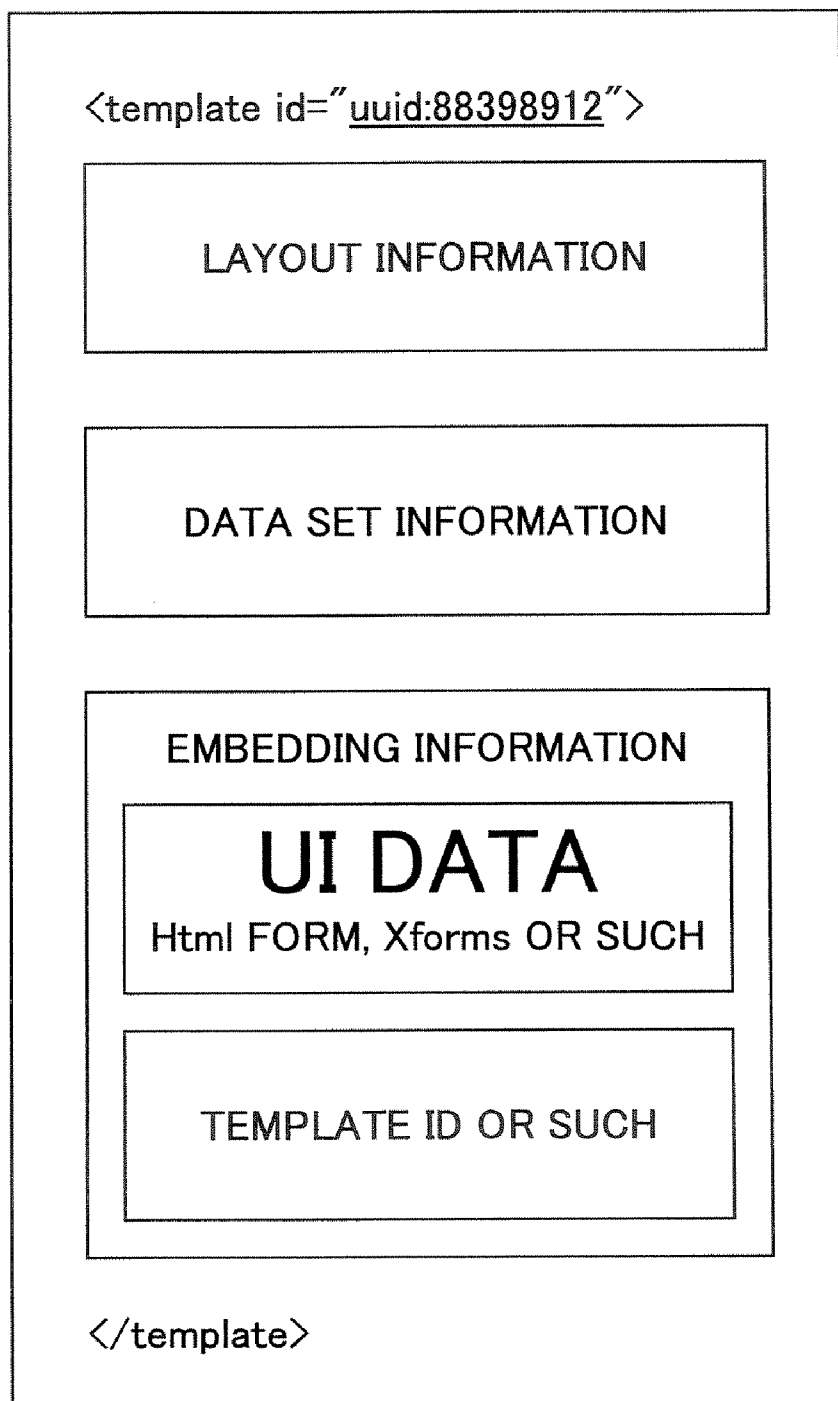 <template id="uuid:88398912">
LAYOUT INFORMATION
DATA SET INFORMATION
EMBEDDING INFORMATION
UI DATA
Html FORM, Xforms OR SUCH
TEMPLATE ID OR SUCH
</template>